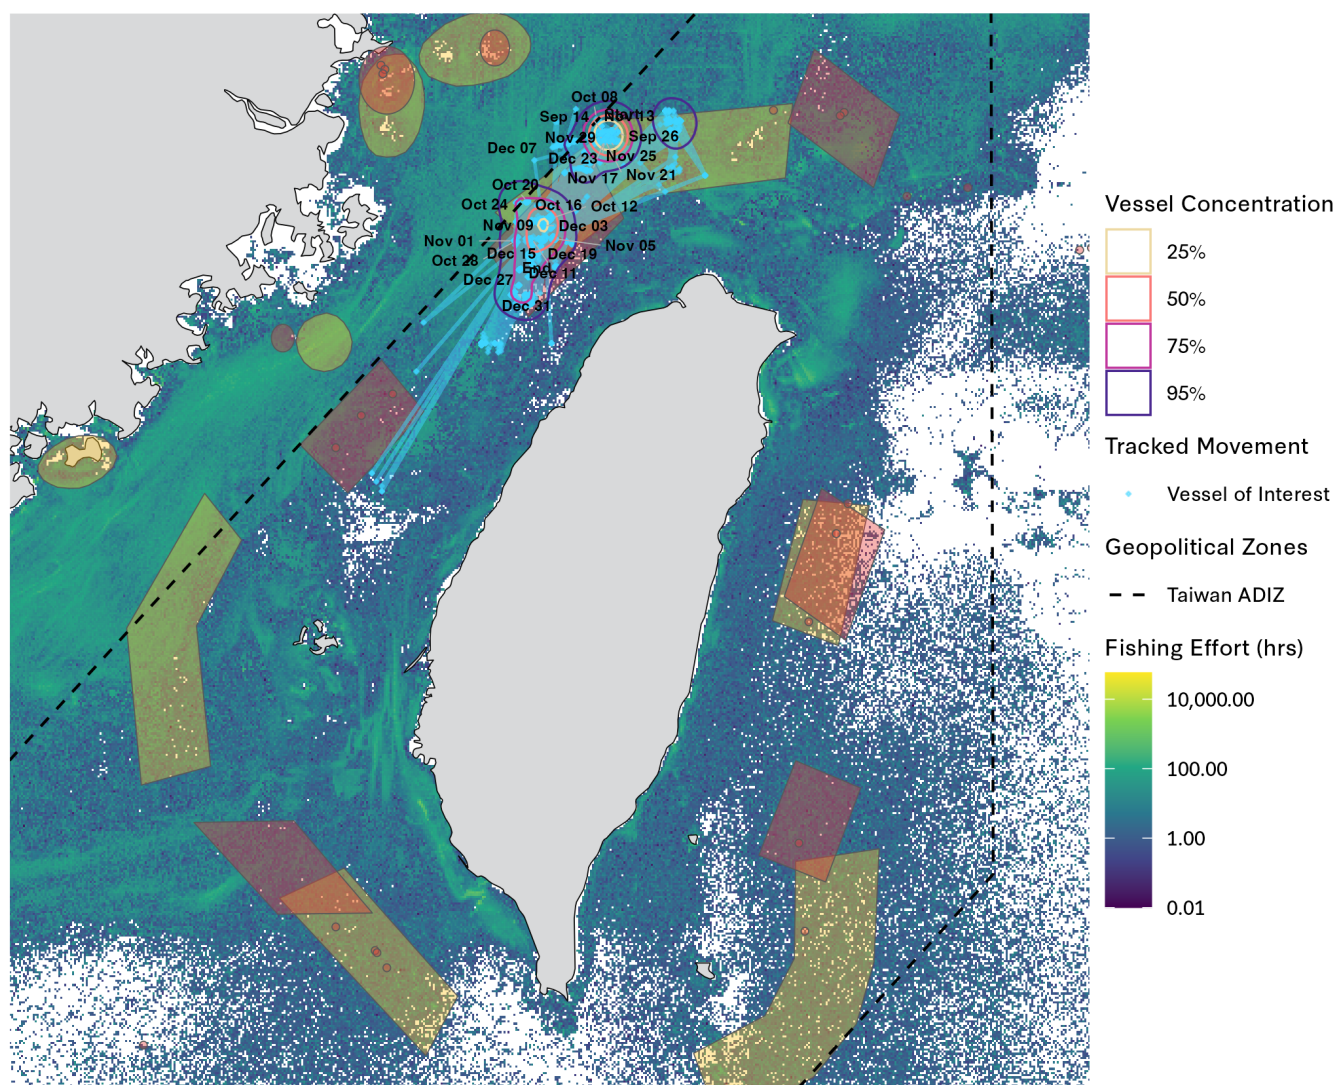 Oct 08
Sep 14
Start
Nov 13
Nov 29
Sep 26
Dec 07
Dec 23
Nov 25
Nov 17
Nov 21
Oct 20
Oct 24
Oct 16
Oct 12
Nov 09
Dec 03
Nov 01
Nov 05
Oct 28
Dec 15
Dec 19
End
Dec 11
Dec 27
Dec 31
Vessel Concentration
25%
50%
75%
95%
Tracked Movement
Vessel of Interest
Geopolitical Zones
Taiwan ADIZ
Fishing Effort (hrs)
10,000.00
100.00
1.00
0.01